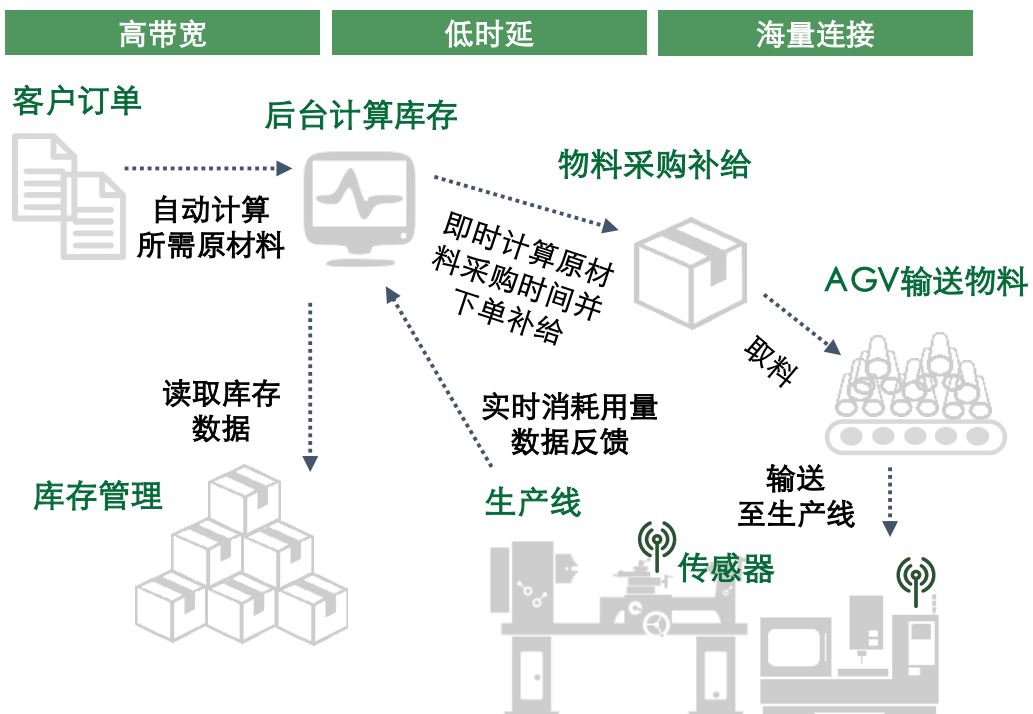 高带宽
低时延
海量连接
客户订单
后台计算库存
自动计算
所需原材料
物料采购补给
即时计算原材
料采购时间并
下单补给
AGV输送物料
取料
读取库存
数据
实时消耗用量
数据反馈
库存管理
生产线
输送
至生产线
传感器